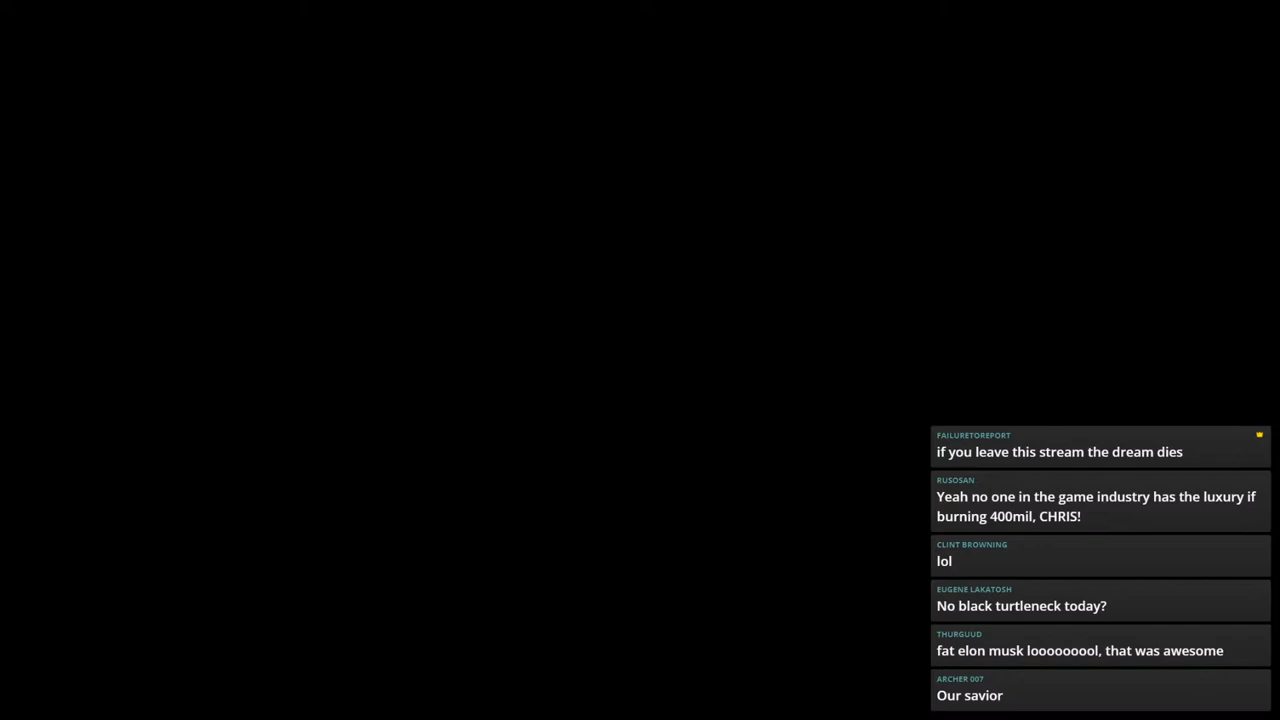 FAILURETOREPORT
if you leave this stream the dream dies
RUSOSAN
Yeah no one in the game industry has the luxury if
burning 400mil, CHRIS!
CLINT BROWNING
lol
EUGENE LAKATOSH
No black turtleneck today?
THURGUUD
fat elon musk loooooool, that was awesome
ARCHER 007
Our savior